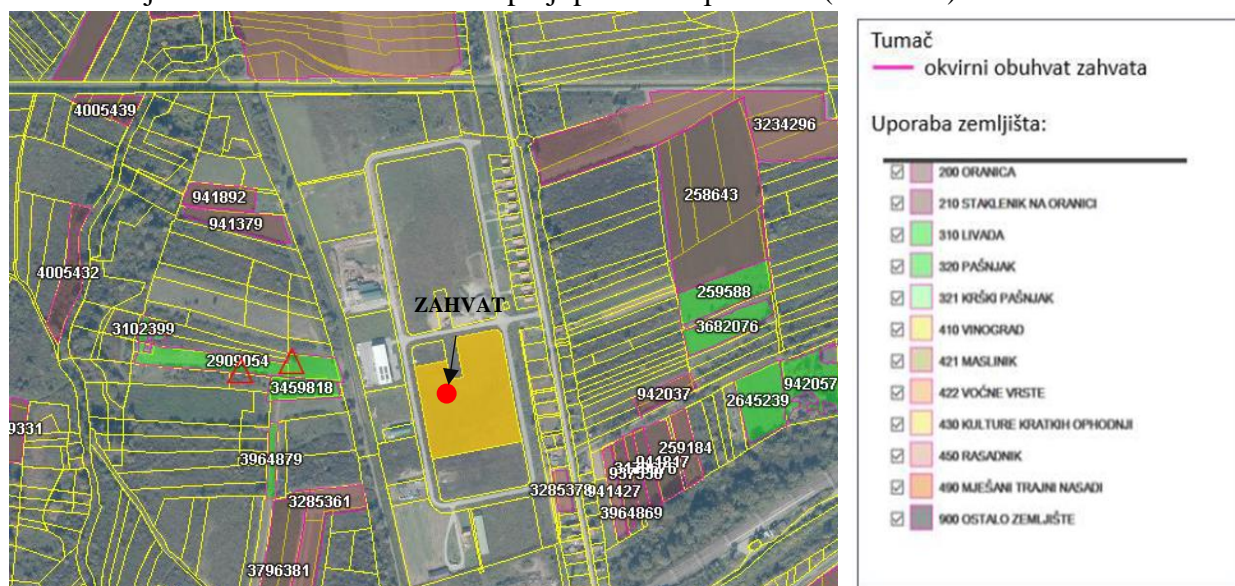 4005439
3234296
941892
258643
941379
4005432
259588
ZAHVAT
3682076
3102399
2909054
3459818
942057
942037
2645239
9331
259184
941817
3964879
3285361
3285378
941427
3964869
3796381
Tumač
okvirni obuhvat zahvata
Uporaba zemljišta:
200 ORANICA
210 STAKLENIK NA ORANICI
310 LIVADA
320 PAŠNJAK
321 KRŠKI PAŠNJAK
410 VINOGRAD
421 MASLINIK
422 VOĆNE VRSTE
430 KULTURE KRATKIH OPHODNJI
450 RASADNIK
490 MJEŠANI TRAJNI NASADI
900 OSTALO ZEMLJIŠTE